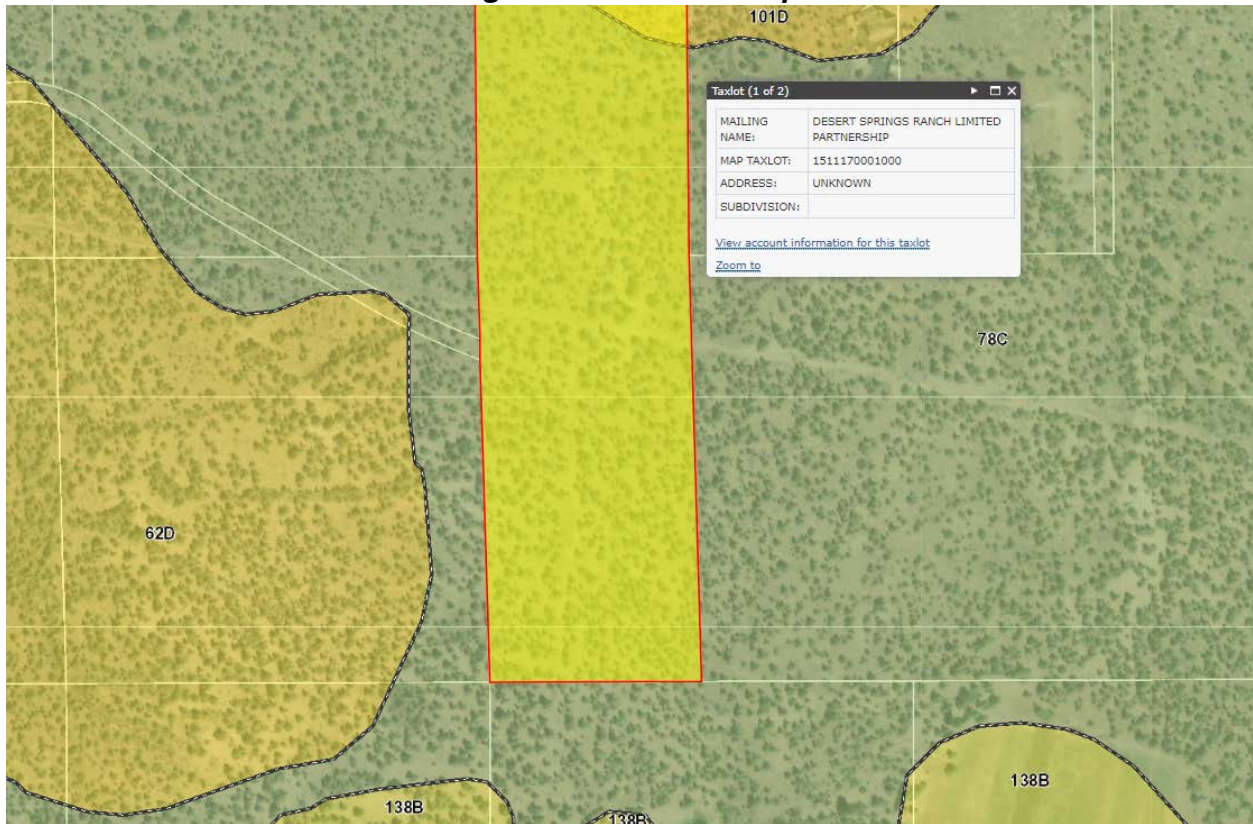 101D
Taxlot (1 of 2)
MAILING NAME: DESERT SPRINGS RANCH LIMITED PARTNERSHIP
MAP TAXLOT: 1511170001000
ADDRESS: UNKNOWN
SUBDIVISION:
View account information for this taxlot
Zoom to
78C
62D
138B
138B
138B